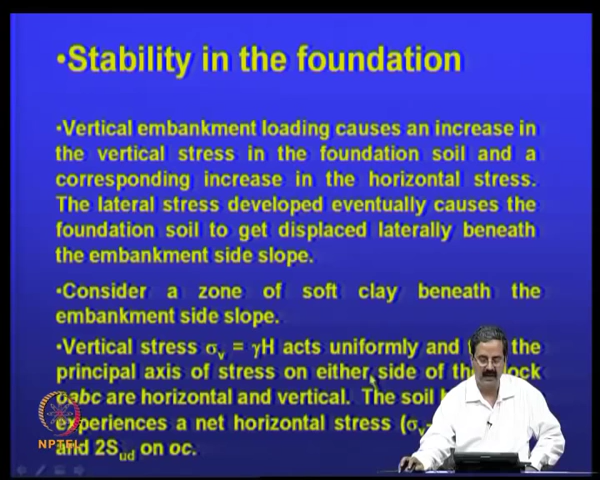 •Stability in the foundation
•Vertical embankment loading causes an increase in
the vertical stress in the foundation soil and a
corresponding increase in the horizontal stress.
The lateral stress developed eventually causes the
foundation soil to get displaced laterally beneath
the embankment side slope.
•Consider a zone of soft clay beneath the
embankment side slope.
•Vertical stress σv = γH acts uniformly and the
principal axis of stress on either side of the
abc are horizontal and vertical. The soil
experiences a net horizontal stress (σv-
and 2Sud on oc.
NPTEL